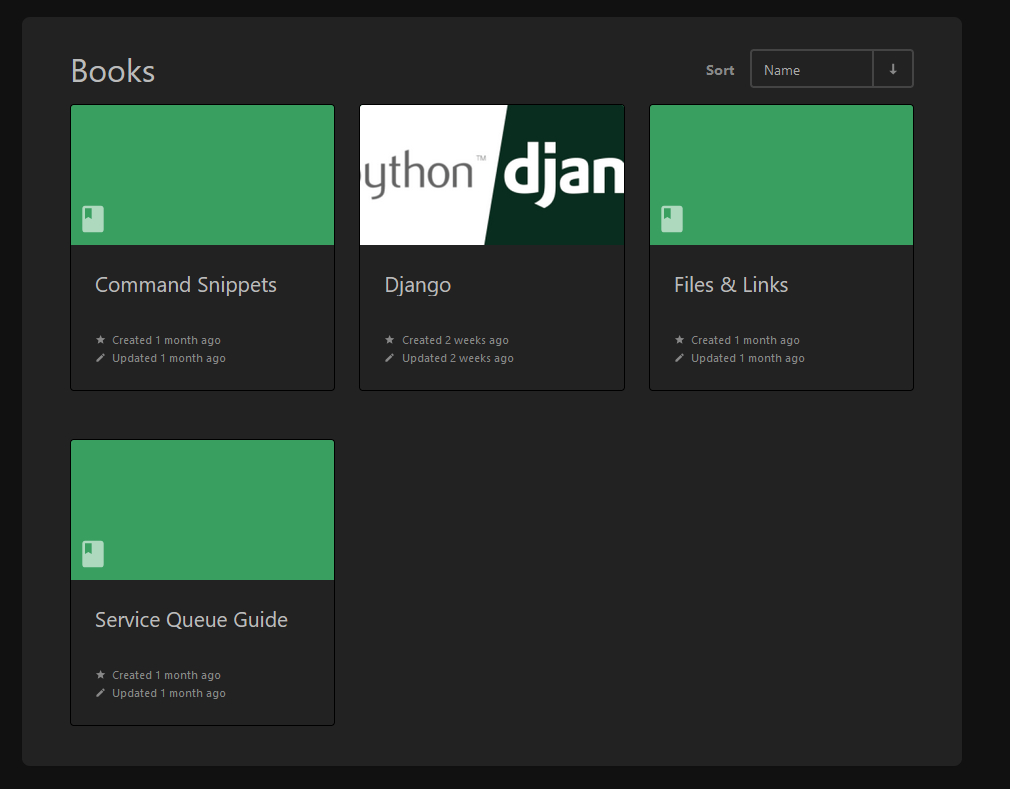 Books
Sort Name
ython™ djan
Command Snippets
Created 1 month ago
Updated 1 month ago
Django
Created 2 weeks ago
Updated 2 weeks ago
Files & Links
Created 1 month ago
Updated 1 month ago
Service Queue Guide
Created 1 month ago
Updated 1 month ago